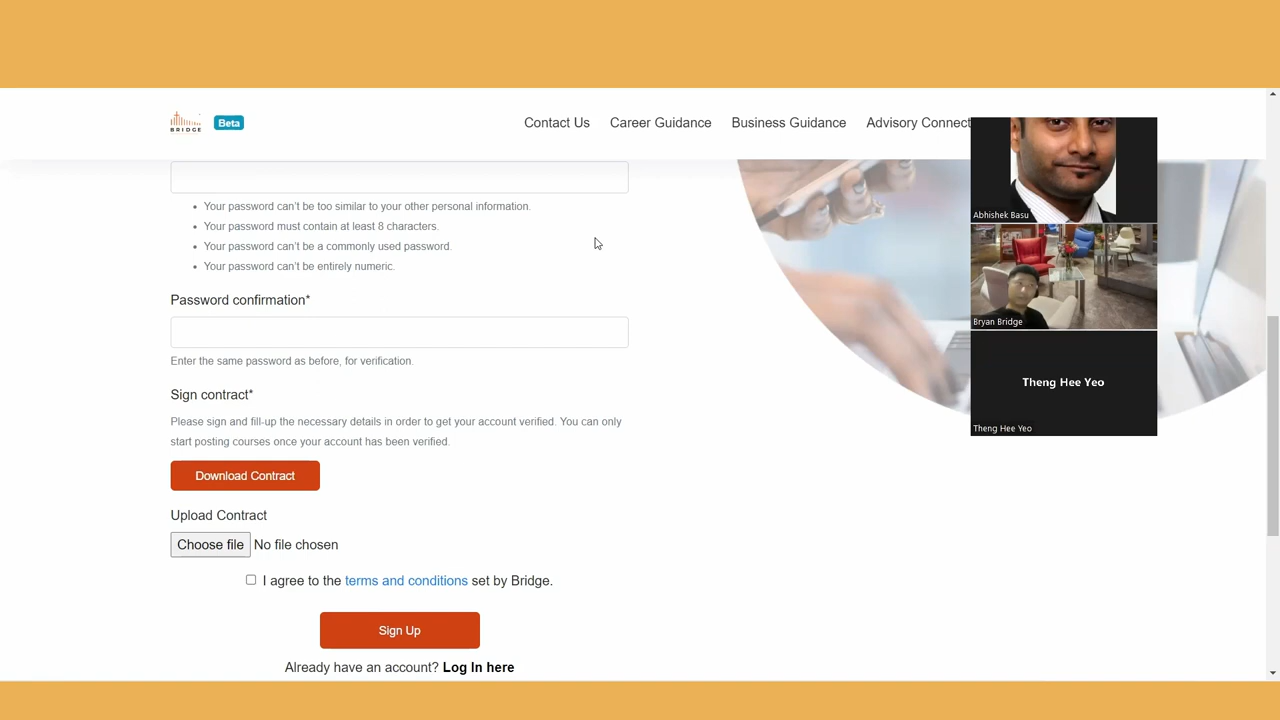 BRIDGE
Beta
Contact Us
Career Guidance
Business Guidance
Advisory Connect
Your password can't be too similar to your other personal information.
Your password must contain at least 8 characters.
Your password can't be a commonly used password.
Your password can't be entirely numeric.
Password confirmation*
Enter the same password as before, for verification.
Sign contract*
Please sign and fill-up the necessary details in order to get your account verified. You can only
start posting courses once your account has been verified.
Download Contract
Upload Contract
Choose file No file chosen
I agree to the terms and conditions set by Bridge.
Sign Up
Already have an account? Log In here
Abhishek Basu
Bryan Bridge
Theng Hee Yeo
Theng Hee Yeo